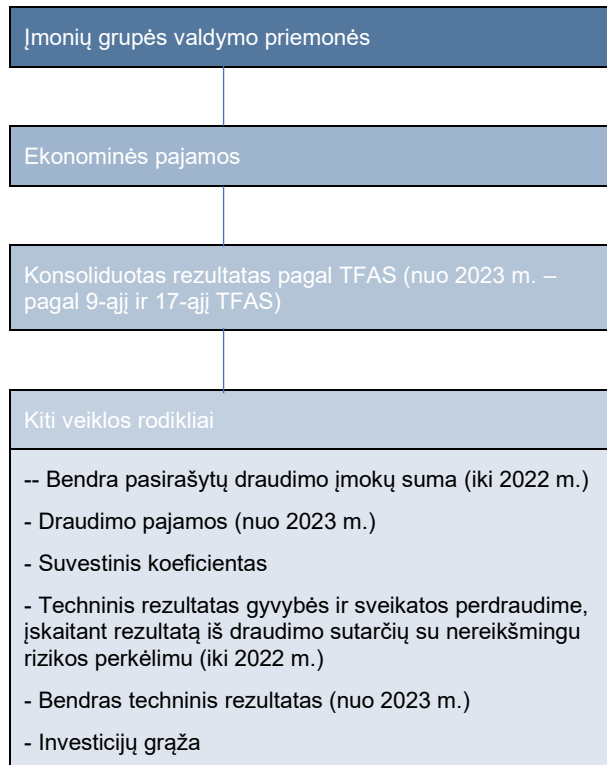 Įmonių grupės valdymo priemonės
Ekonominės pajamos
Konsoliduotas rezultatas pagal TFAS (nuo 2023 m. –
pagal 9-ąjį ir 17-ąjį TFAS)
Kiti veiklos rodikliai
-- Bendra pasirašytų draudimo įmokų suma (iki 2022 m.)
- Draudimo pajamos (nuo 2023 m.)
- Suvestinis koeficientas
- Techninis rezultatas gyvybės ir sveikatos perdraudime,
įskaitant rezultatą iš draudimo sutarčių su nereikšmingu
rizikos perkėlimu (iki 2022 m.)
- Bendras techninis rezultatas (nuo 2023 m.)
- Investicijų grąža